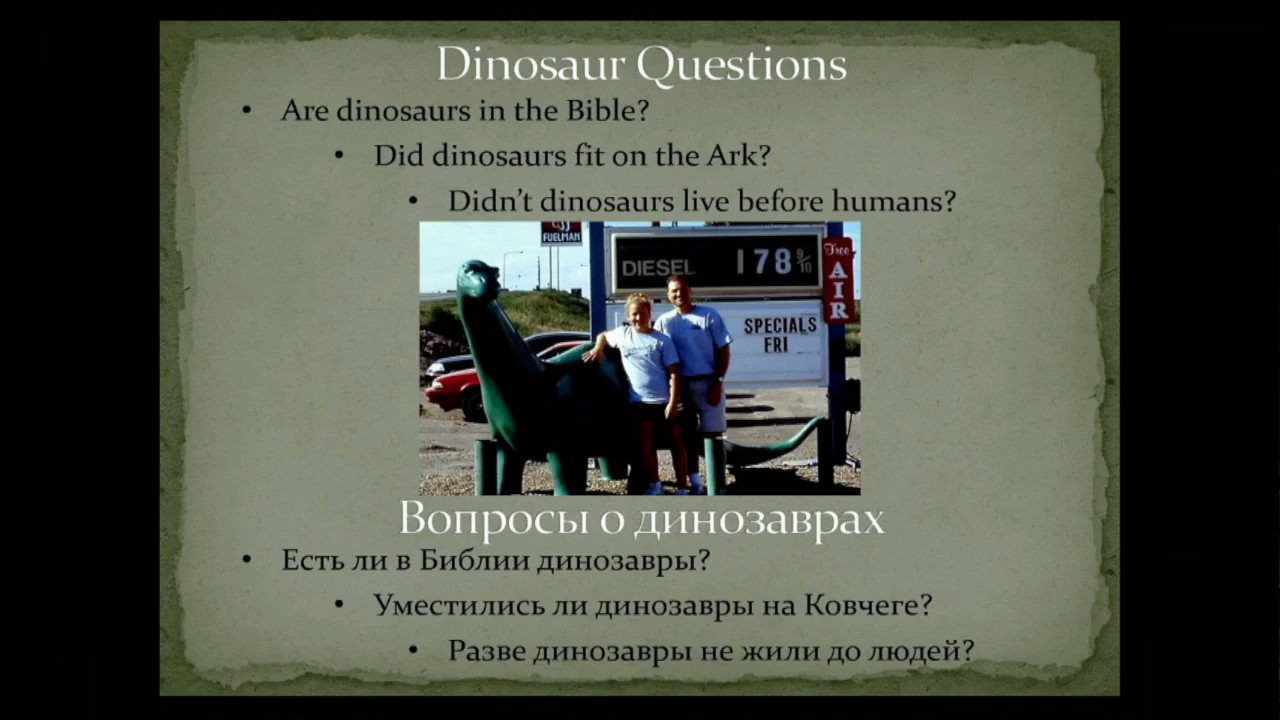 Dinosaur Questions
• Are dinosaurs in the Bible?
• Did dinosaurs fit on the Ark?
• Didn't dinosaurs live before humans?
FUELMAN
DIESEL 178 9/10
Free
AIR
SPECIALS
FRI
Вопросы о динозаврах
• Есть ли в Библии динозавры?
• Уместились ли динозавры на Ковчеге?
• Разве динозавры не жили до людей?